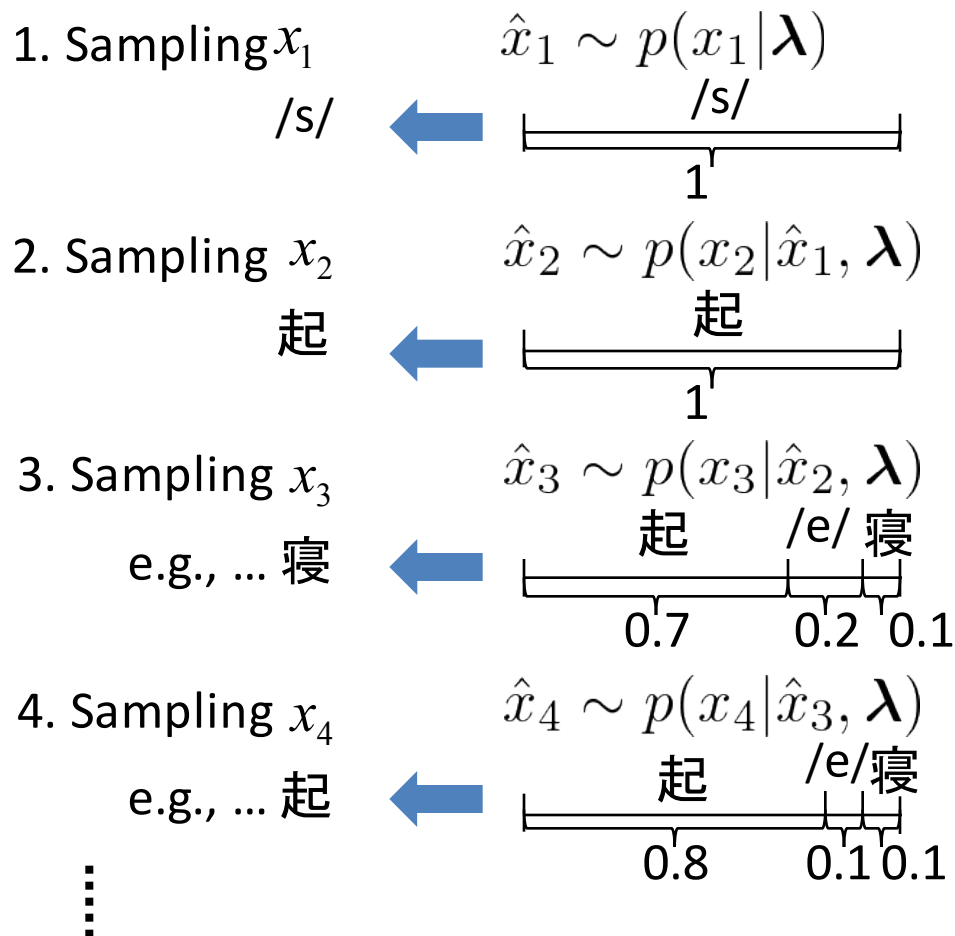 1. Sampling x₁ x̂₁ ~ p(x₁|λ)
/s/ /s/
1
2. Sampling x₂ x̂₂ ~ p(x₂|x̂₁, λ)
起 起
1
3. Sampling x₃ x̂₃ ~ p(x₃|x̂₂, λ)
起 /e/ 寝
e.g., ... 寝
0.7 0.2 0.1
4. Sampling x₄ x̂₄ ~ p(x₄|x̂₃, λ)
起 /e/ 寝
e.g., ... 起
0.8 0.1 0.1